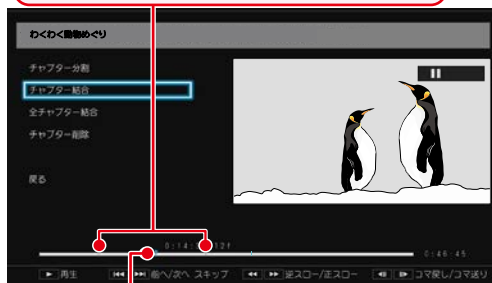 わくわく動物めぐり
チャプター分割
チャプター結合
全チャプター結合
チャプター削除
戻る
0:46:45
再生 前へ/次へ スキップ 逆スロー/正スロー コマ戻し/コマ送り